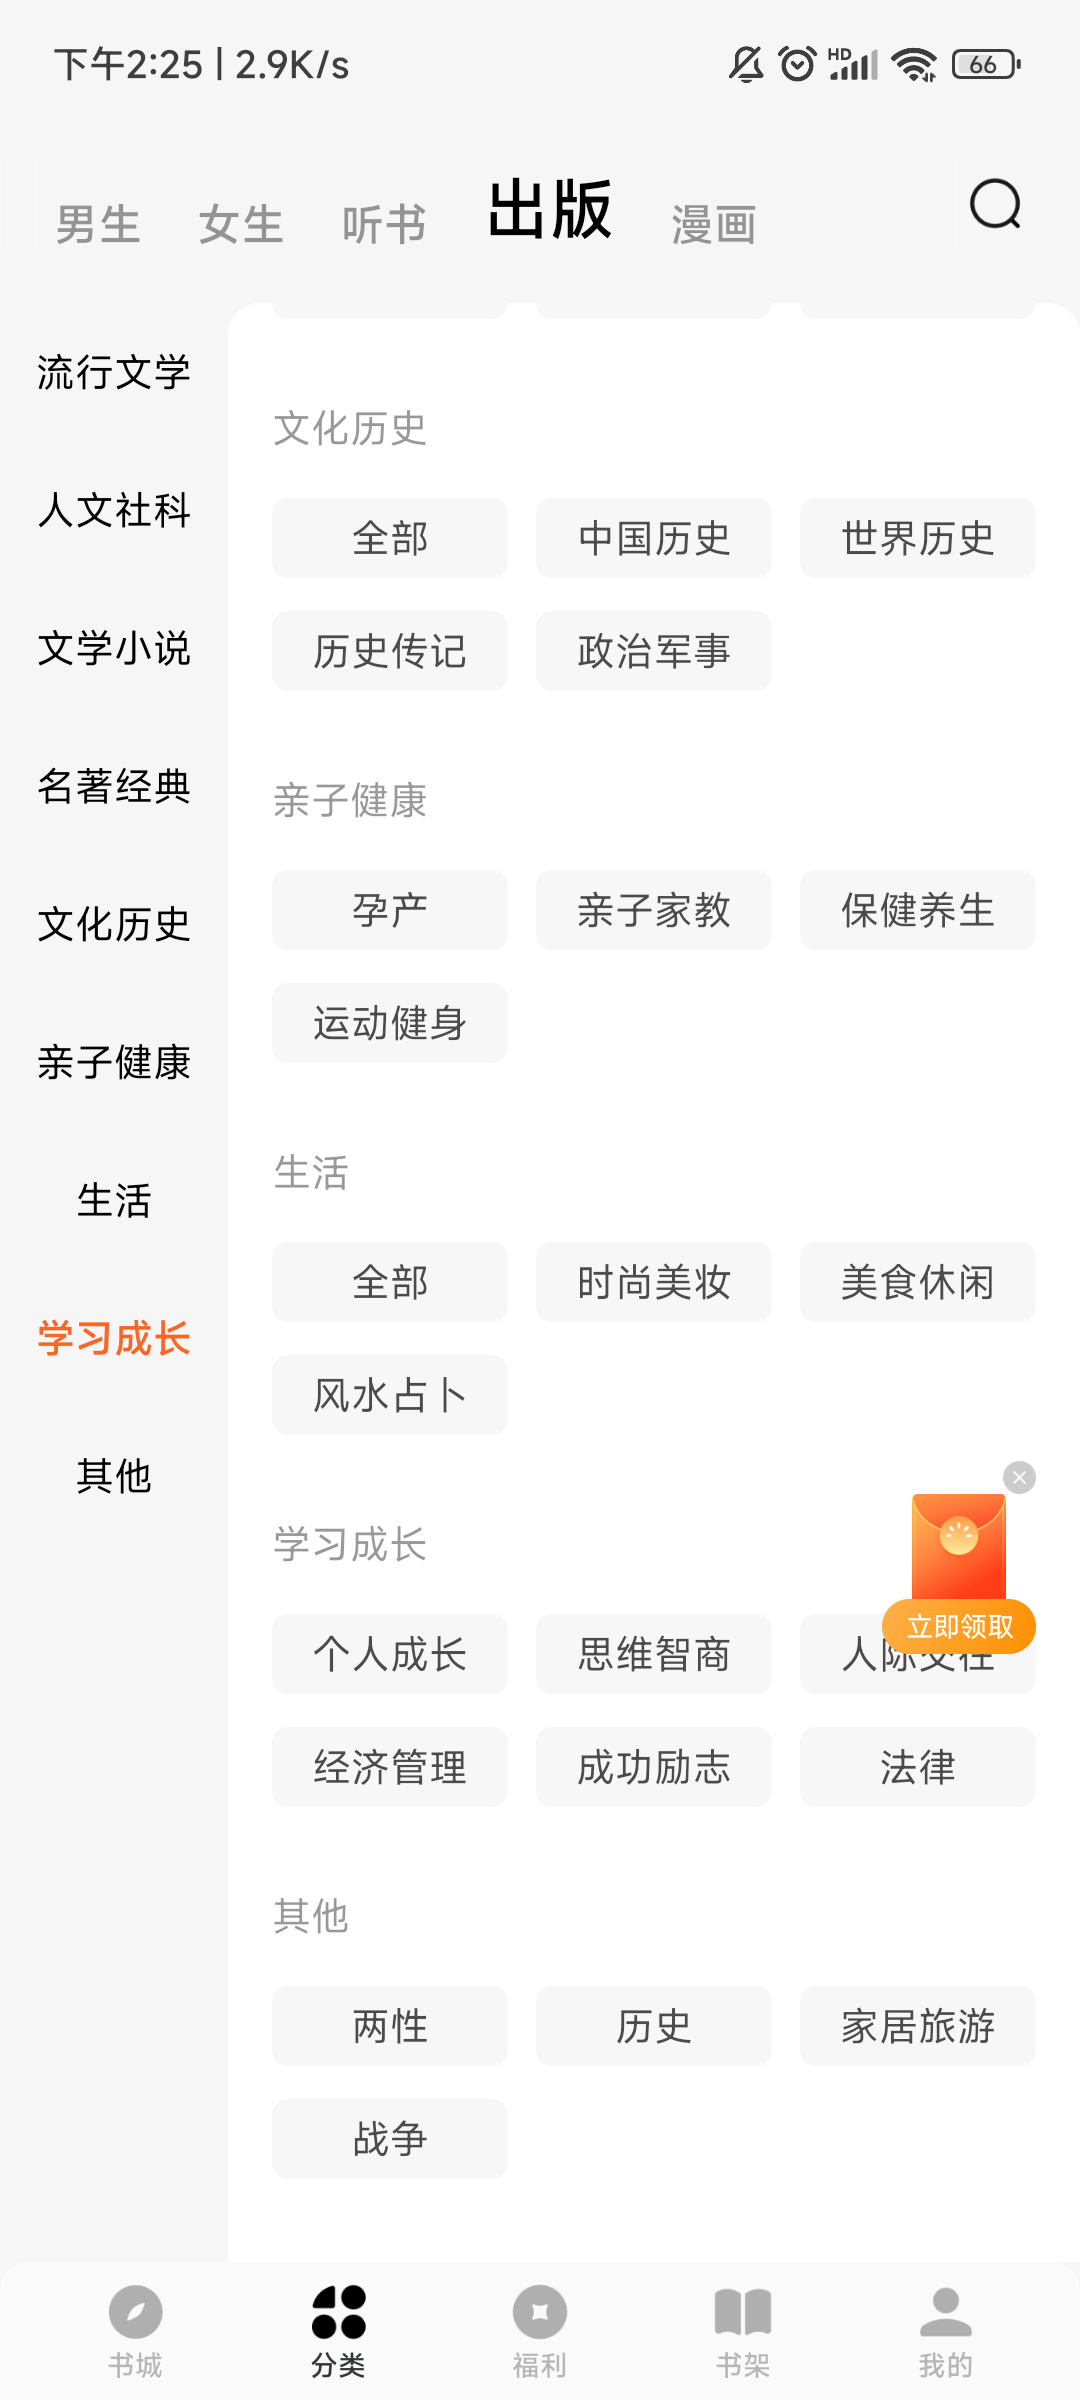 下午2:25 | 2.9K/s
HD
66
男生 女生 听书 出版 漫画
流行文学
人文社科
文学小说
名著经典
文化历史
亲子健康
生活
学习成长
其他
文化历史
全部 中国历史 世界历史
历史传记 政治军事
亲子健康
孕产 亲子家教 保健养生
运动健身
生活
全部 时尚美妆 美食休闲
风水占卜
学习成长
立即领取
个人成长 思维智商 人际交往
经济管理 成功励志 法律
其他
两性 历史 家居旅游
战争
书城 分类 福利 书架 我的